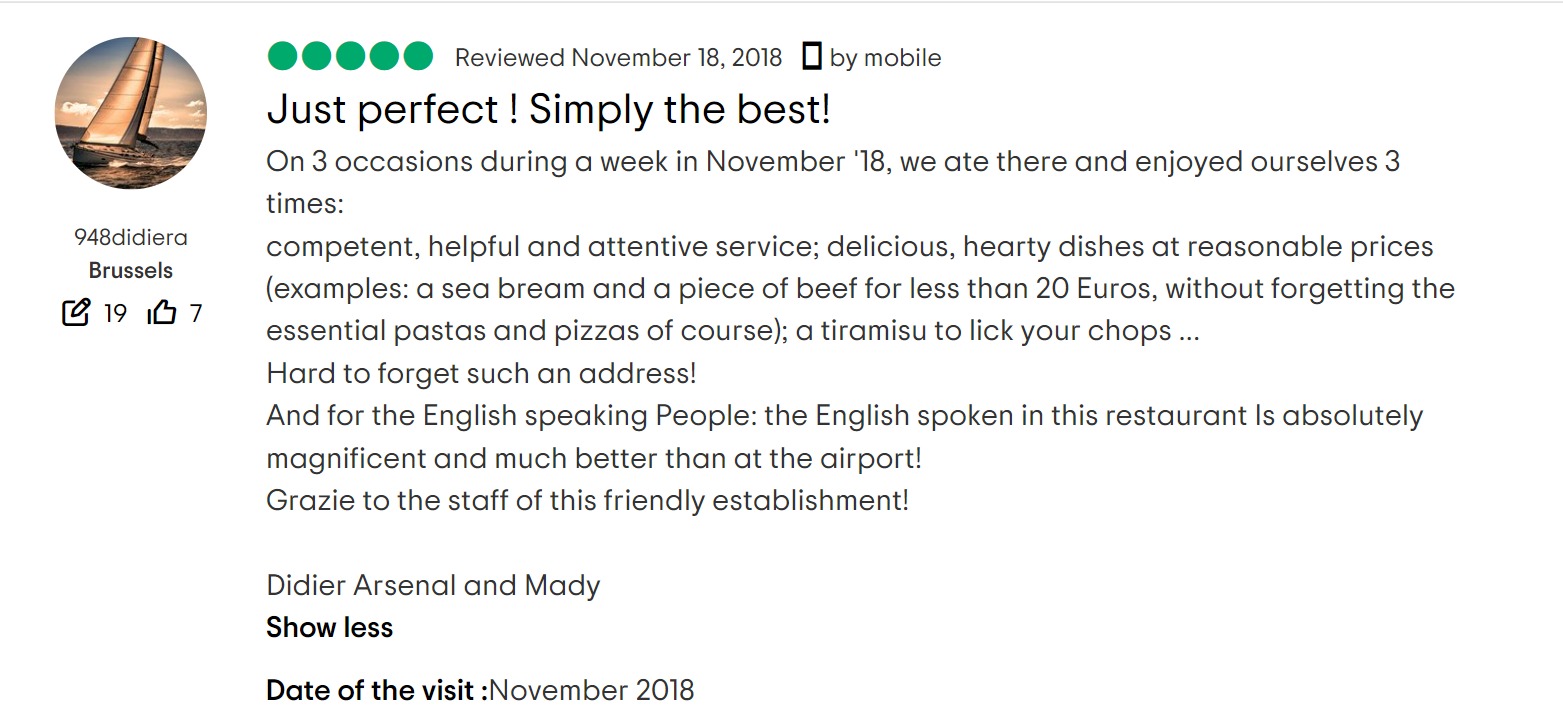 Reviewed November 18, 2018 by mobile
Just perfect ! Simply the best!
On 3 occasions during a week in November '18, we ate there and enjoyed ourselves 3
times:
competent, helpful and attentive service; delicious, hearty dishes at reasonable prices
(examples: a sea bream and a piece of beef for less than 20 Euros, without forgetting the
essential pastas and pizzas of course); a tiramisu to lick your chops ...
Hard to forget such an address!
And for the English speaking People: the English spoken in this restaurant Is absolutely
magnificent and much better than at the airport!
Grazie to the staff of this friendly establishment!
Didier Arsenal and Mady
Show less
Date of the visit :November 2018
948didiera
Brussels
19 7